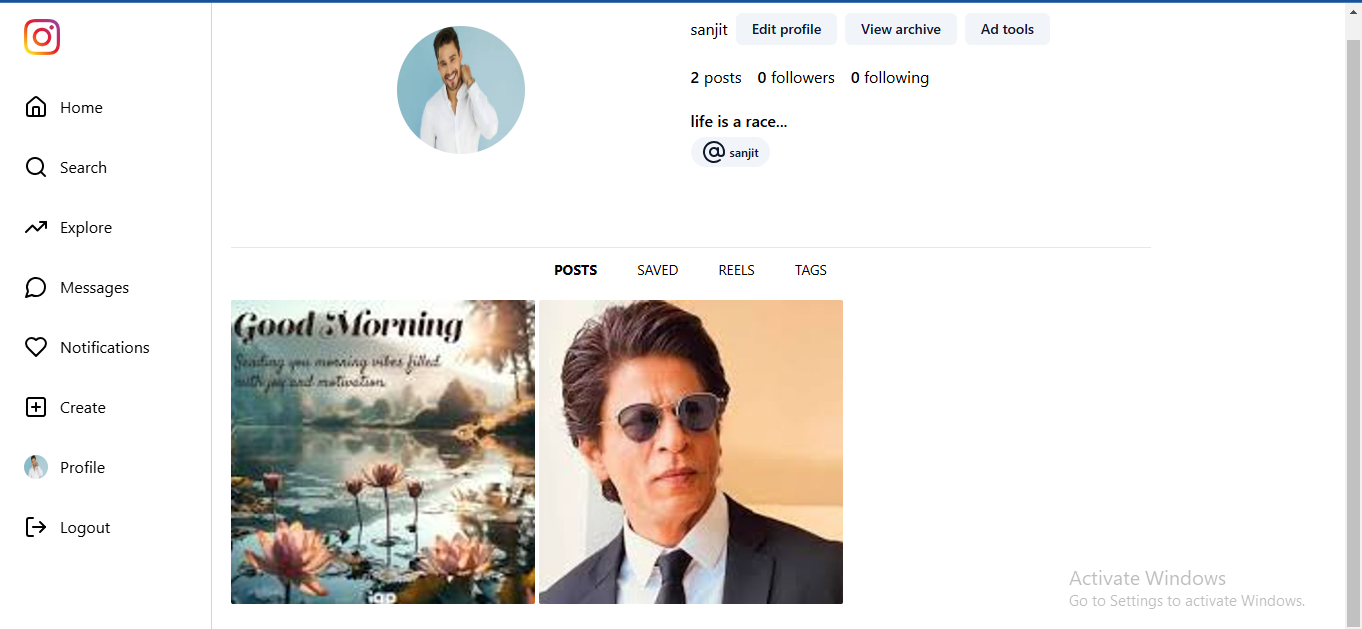 sanjit Edit profile View archive Ad tools
2 posts 0 followers 0 following
life is a race...
@ sanjit
Home
Search
Explore
Messages
Notifications
Create
Profile
Logout
POSTS SAVED REELS TAGS
Good Morning
Sending you morning vibes filled
with joy and motivation
Activate Windows
Go to Settings to activate Windows.